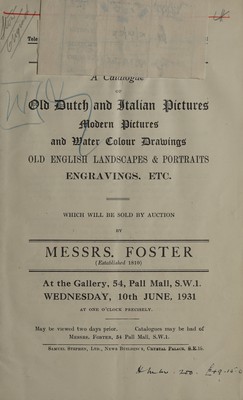 A Catalogue
OF
Old Dutch and Italian Pictures
Modern Pictures
and Water Colour Drawings
OLD ENGLISH LANDSCAPES & PORTRAITS
ENGRAVINGS, ETC.
WHICH WILL BE SOLD BY AUCTION
BY
MESSRS. FOSTER
(Established 1810)
At the Gallery, 54, Pall Mall, S.W.1.
WEDNESDAY, 10th JUNE, 1931
AT ONE O'CLOCK PRECISELY.
May be viewed two days prior. Catalogues may be had of
MESSRS. FOSTER, 54 Pall Mall, S.W.1.
SAMUEL STEPHEN, LTD., NEWS BUILDINGS, CRYSTAL PALACE, S.E.19.